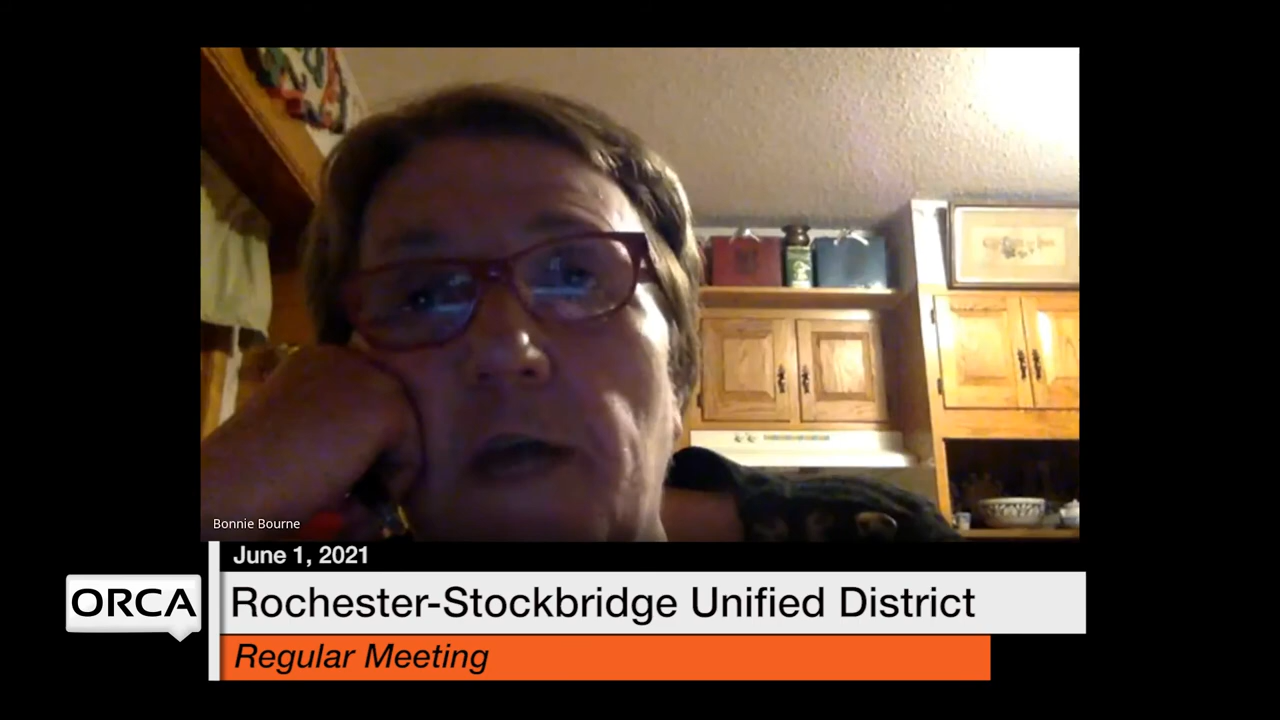 Bonnie Bourne
June 1, 2021
ORCA
Rochester-Stockbridge Unified District
Regular Meeting